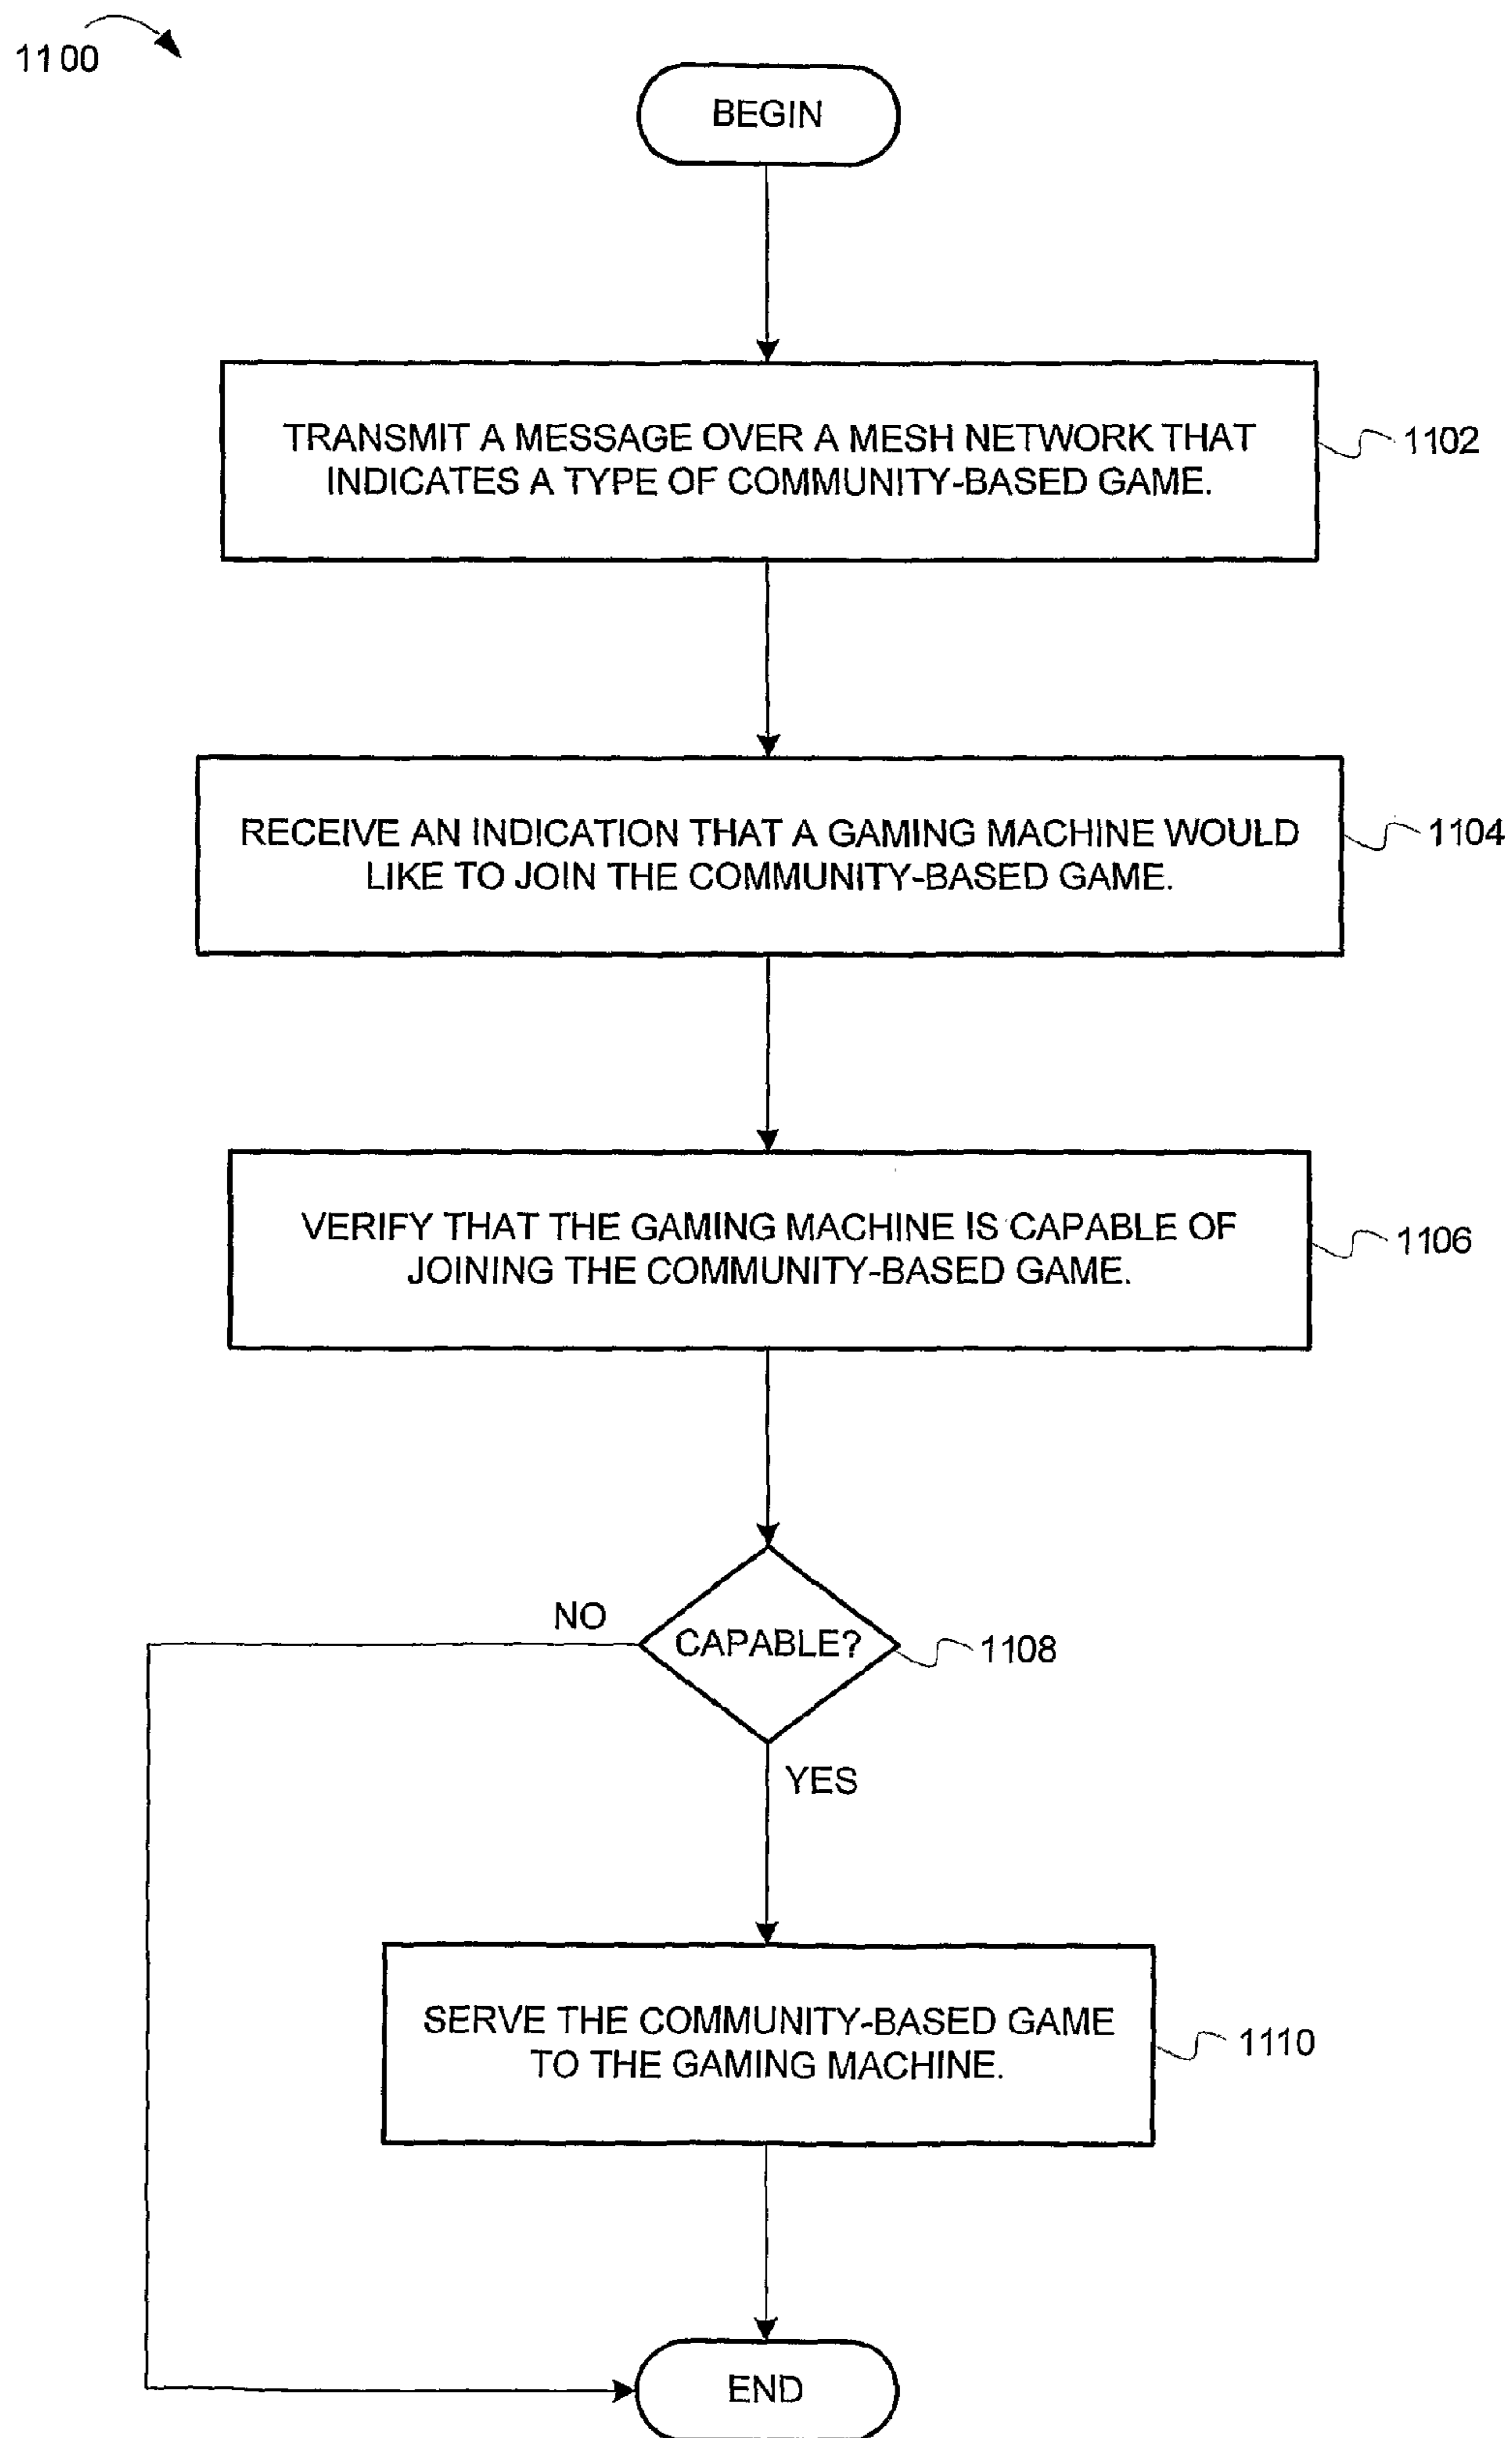 1100
BEGIN
TRANSMIT A MESSAGE OVER A MESH NETWORK THAT
INDICATES A TYPE OF COMMUNITY-BASED GAME.
1102
RECEIVE AN INDICATION THAT A GAMING MACHINE WOULD
LIKE TO JOIN THE COMMUNITY-BASED GAME.
1104
VERIFY THAT THE GAMING MACHINE IS CAPABLE OF
JOINING THE COMMUNITY-BASED GAME.
1106
NO
CAPABLE?
1108
YES
SERVE THE COMMUNITY-BASED GAME
TO THE GAMING MACHINE.
1110
END